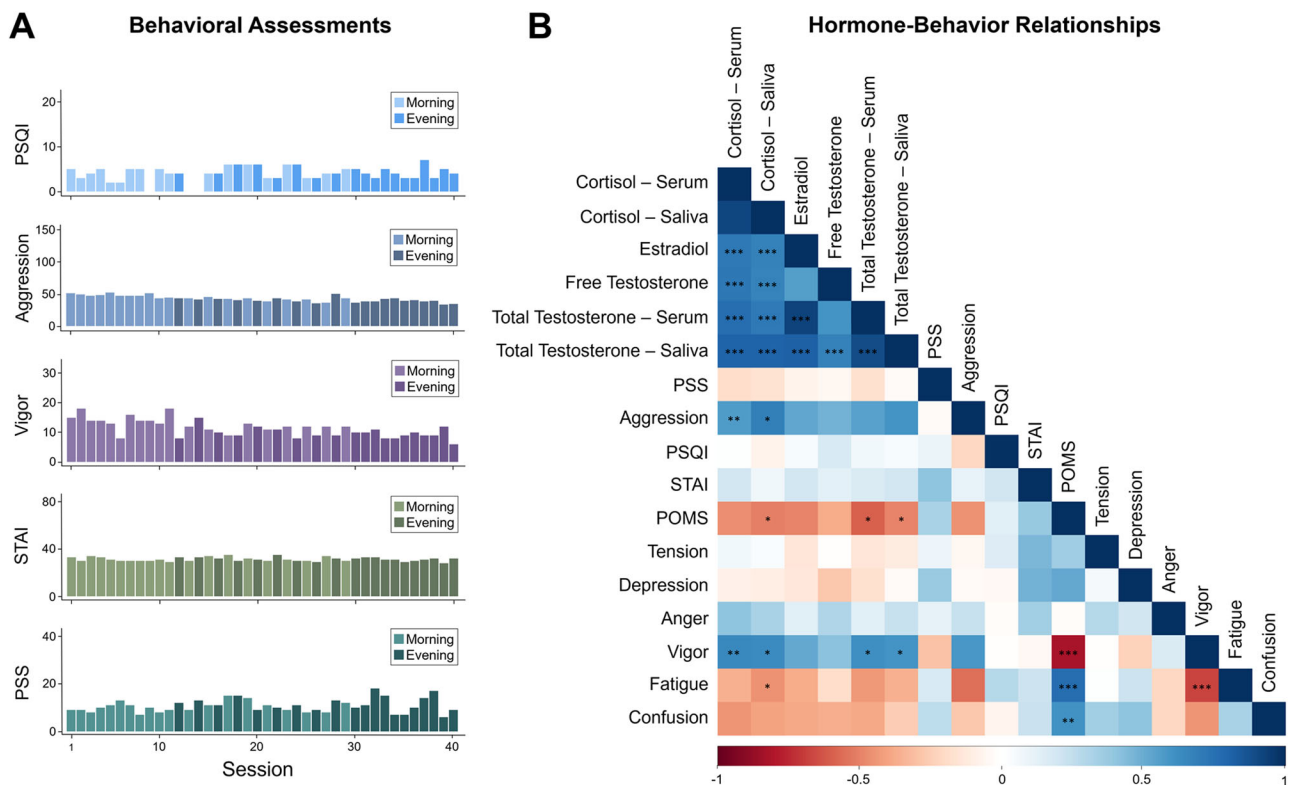 A
Behavioral Assessments
PSQI
20
10
0
Morning
Evening
Aggression
150
100
50
0
Morning
Evening
Vigor
30
20
10
0
Morning
Evening
STAI
80
40
0
Morning
Evening
PSS
40
20
0
Morning
Evening
1
10
20
30
40
Session
B
Hormone-Behavior Relationships
Cortisol – Serum
Cortisol – Saliva
Estradiol
Free Testosterone
Total Testosterone – Serum
Total Testosterone – Saliva
PSS
Aggression
PSQI
STAI
POMS
Tension
Depression
Anger
Vigor
Fatigue
Confusion
Cortisol – Serum
Cortisol – Saliva
Estradiol *** ***
Free Testosterone *** ***
Total Testosterone – Serum *** *** ***
Total Testosterone – Saliva *** *** *** *** ***
PSS
Aggression ** *
PSQI
STAI
POMS * * *
Tension
Depression
Anger
Vigor ** * * * ***
Fatigue * *** ***
Confusion **
-1
-0.5
0
0.5
1